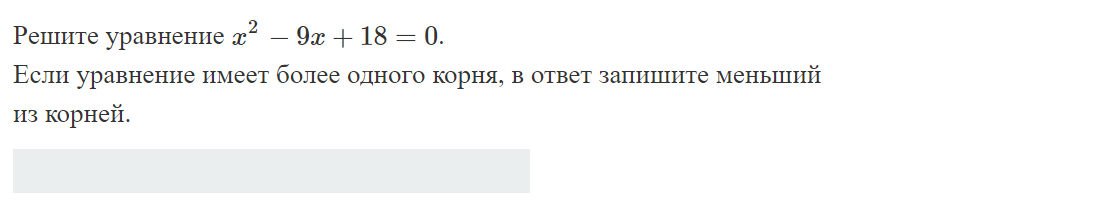 Решите уравнение x² − 9x + 18 = 0.
Если уравнение имеет более одного корня, в ответ запишите меньший
из корней.